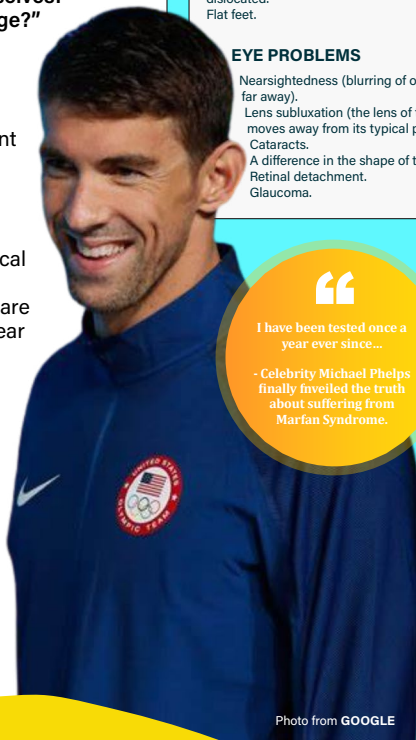 ge?”
nt
cal
are
ear
Flat feet.
EYE PROBLEMS
Nearsightedness (blurring of o
far away).
Lens subluxation (the lens of
moves away from its typical p
Cataracts.
A difference in the shape of t
Retinal detachment.
Glaucoma.
I have been tested once a
year ever since...
- Celebrity Michael Phelps
finally fnveiled the truth
about suffering from
Marfan Syndrome.
UNITED STATES
OLYMPIC TEAM
Photo from GOOGLE